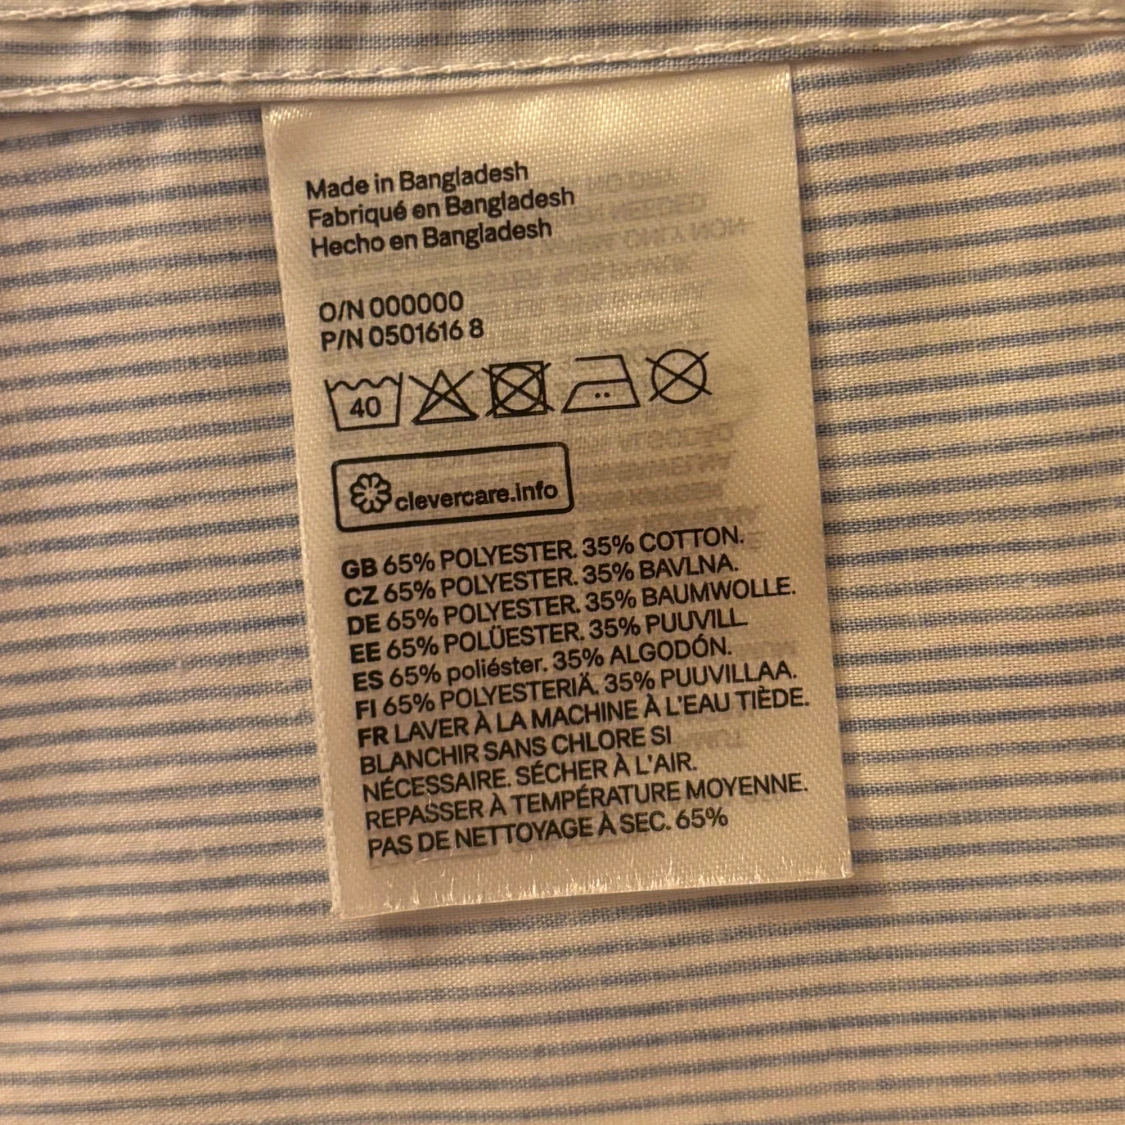 Made in Bangladesh
Fabriqué en Bangladesh
Hecho en Bangladesh
O/N 000000
P/N 0501616 8
40
clevercare.info
GB 65% POLYESTER. 35% COTTON.
CZ 65% POLYESTER. 35% BAVLNA.
DE 65% POLYESTER. 35% BAUMWOLLE.
EE 65% POLÜESTER. 35% PUUVILL.
ES 65% poliéster. 35% ALGODÓN.
FI 65% POLYESTERIÄ. 35% PUUVILLAA.
FR LAVER À LA MACHINE À L'EAU TIÈDE.
BLANCHIR SANS CHLORE SI
NÉCESSAIRE. SÉCHER À L'AIR.
REPASSER À TEMPÉRATURE MOYENNE.
PAS DE NETTOYAGE À SEC. 65%